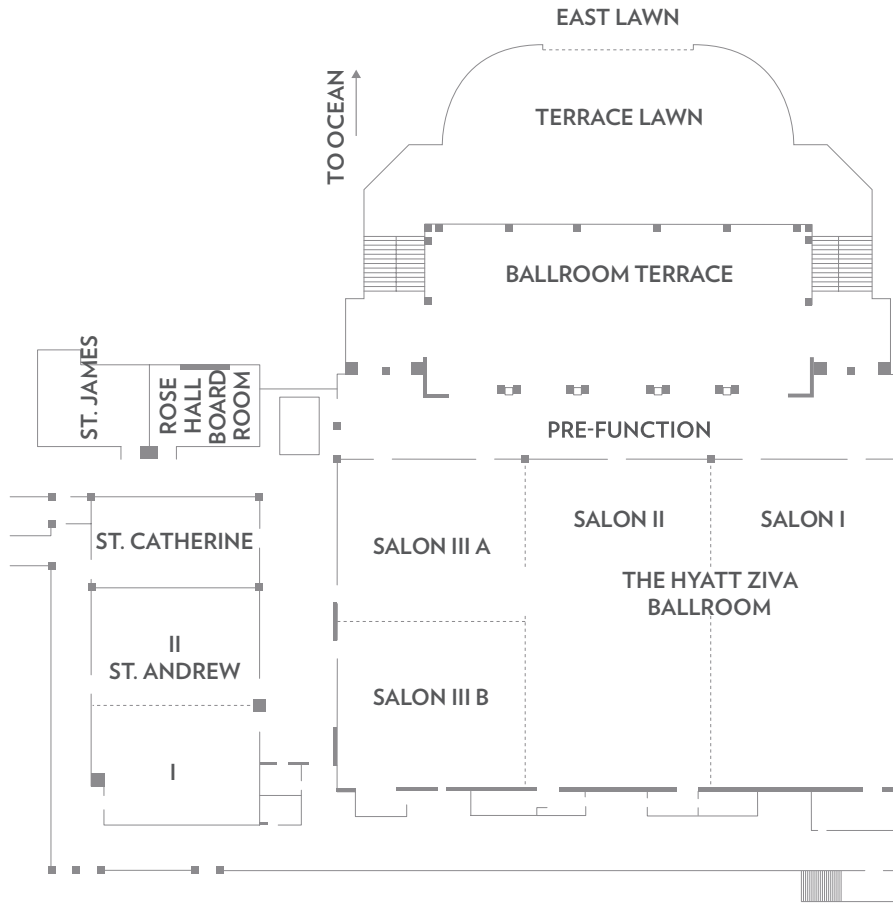 EAST LAWN
TO OCEAN
TERRACE LAWN
BALLROOM TERRACE
ST. JAMES
ROSE
HALL
BOARD
ROOM
PRE-FUNCTION
SALON II
SALON I
ST. CATHERINE
SALON III A
THE HYATT ZIVA
BALLROOM
II
ST. ANDREW
SALON III B
I